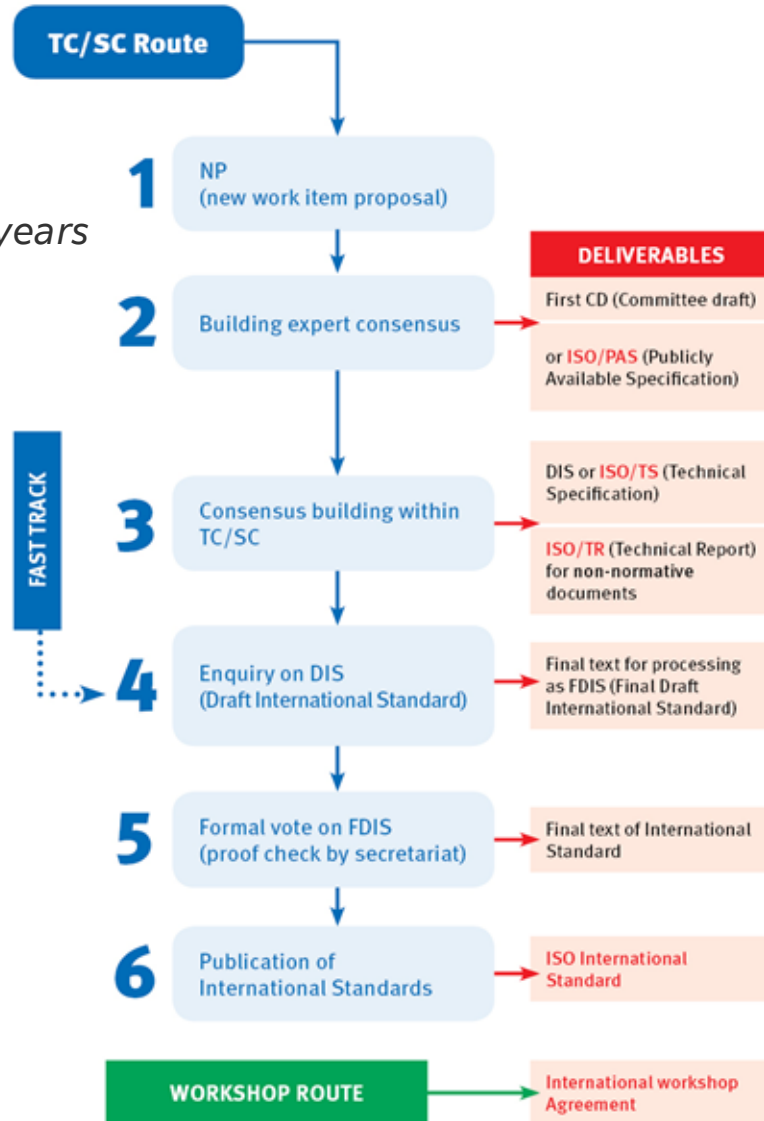 TC/SC Route
1
NP
(new work item proposal)
years
2
Building expert consensus
DELIVERABLES
First CD (Committee draft)
or ISO/PAS (Publicly
Available Specification)
FAST TRACK
3
Consensus building within
TC/SC
DIS or ISO/TS (Technical
Specification)
ISO/TR (Technical Report)
for non-normative
documents
4
Enquiry on DIS
(Draft International Standard)
Final text for processing
as FDIS (Final Draft
International Standard)
5
Formal vote on FDIS
(proof check by secretariat)
Final text of International
Standard
6
Publication of
International Standards
ISO International
Standard
WORKSHOP ROUTE
International workshop
Agreement